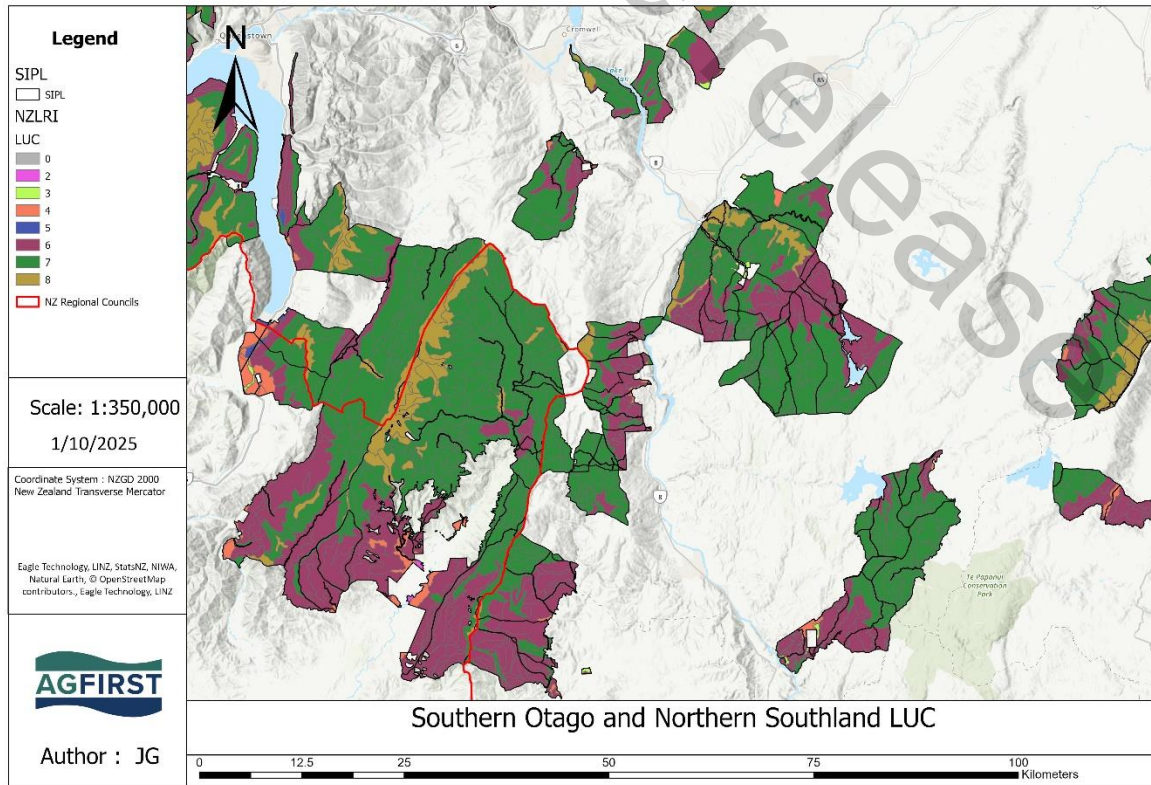 Legend
SIPL
SIPL
NZLRI
LUC
0
2
3
4
5
6
7
8
NZ Regional Councils
Scale: 1:350,000
1/10/2025
Coordinate System : NZGD 2000
New Zealand Transverse Mercator
Eagle Technology, LINZ, StatsNZ, NIWA,
Natural Earth, © OpenStreetMap
contributors., Eagle Technology, LINZ
AGFIRST
Author : JG
N
Cromwell
6
85
8
8
Te Papanui
Conservation
Park
release
Southern Otago and Northern Southland LUC
0 12.5 25 50 75 100
Kilometers